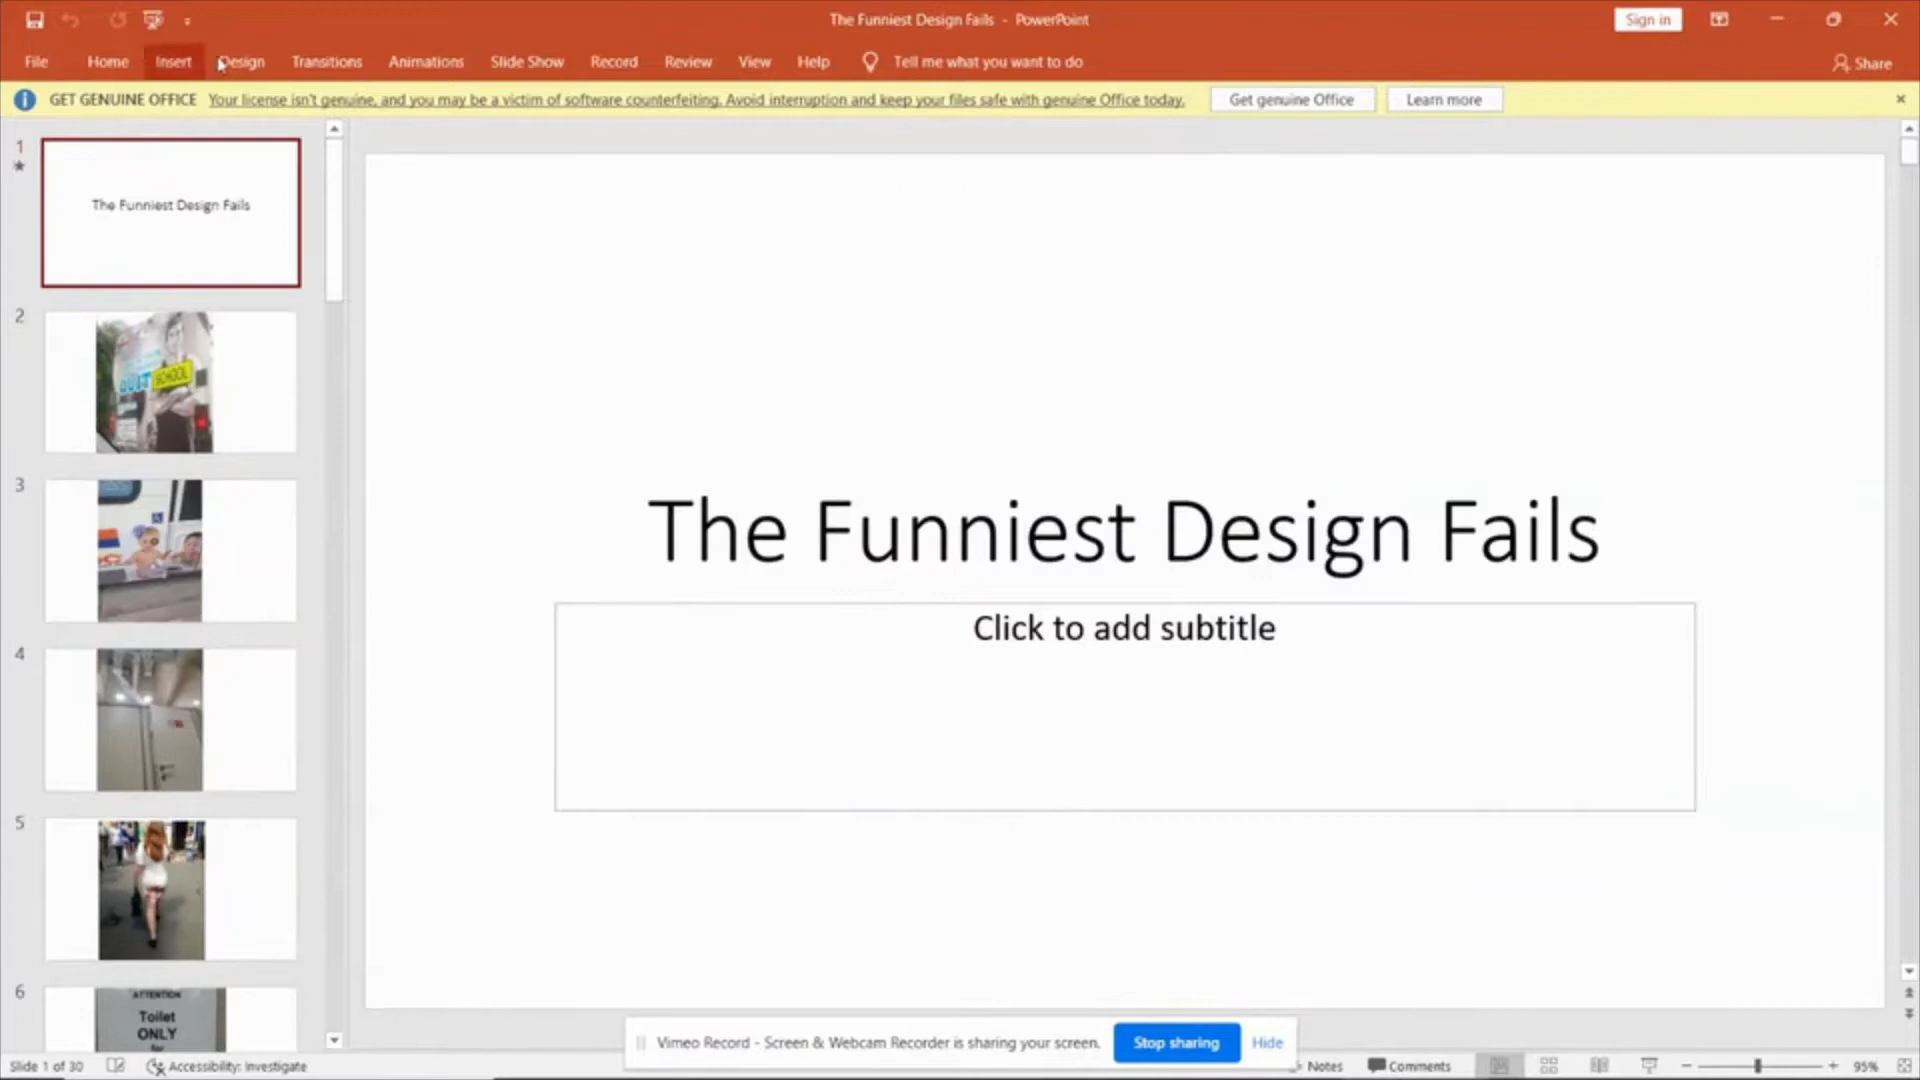 The Funniest Design Fails - PowerPoint
Sign in
File Home Insert Design Transitions Animations Slide Show Record Review View Help Tell me what you want to do Share
GET GENUINE OFFICE Your license isn't genuine, and you may be a victim of software counterfeiting. Avoid interruption and keep your files safe with genuine Office today. Get genuine Office Learn more
1
The Funniest Design Fails
2
QUIT SCHOOL
3
4
5
6
ATTENTION
Toilet
ONLY
for
The Funniest Design Fails
Click to add subtitle
Vimeo Record - Screen & Webcam Recorder is sharing your screen. Stop sharing Hide
Slide 1 of 30 Accessibility: Investigate Notes Comments 95%